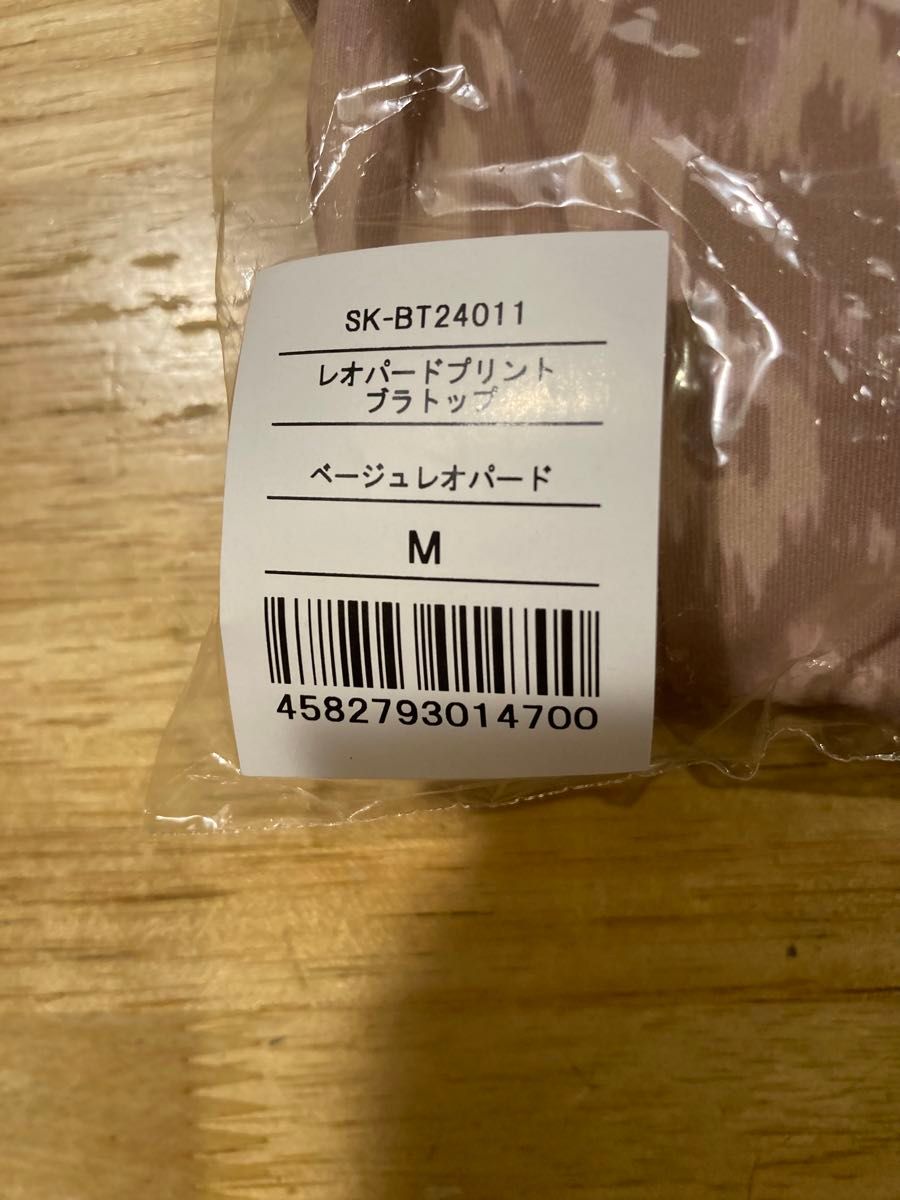 SK-BT24011
レオパードプリント
ブラトップ
ベージュレオパード
M
4582793014700